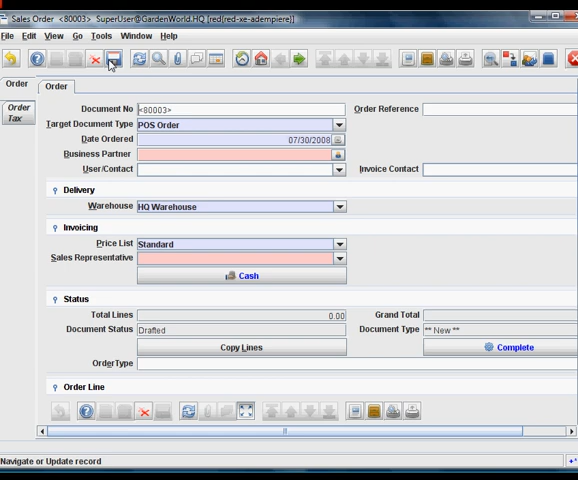 Sales Order <80003> SuperUser@GardenWorld.HQ [red{red-xe-adempiere}]
File Edit View Go Tools Window Help
Order
Order
Order Tax
Document No <80003> Order Reference
Target Document Type POS Order
Date Ordered 07/30/2008
Business Partner
User/Contact Invoice Contact
Delivery
Warehouse HQ Warehouse
Invoicing
Price List Standard
Sales Representative
Cash
Status
Total Lines 0.00 Grand Total
Document Status Drafted Document Type ** New **
Copy Lines Complete
OrderType
Order Line
Navigate or Update record